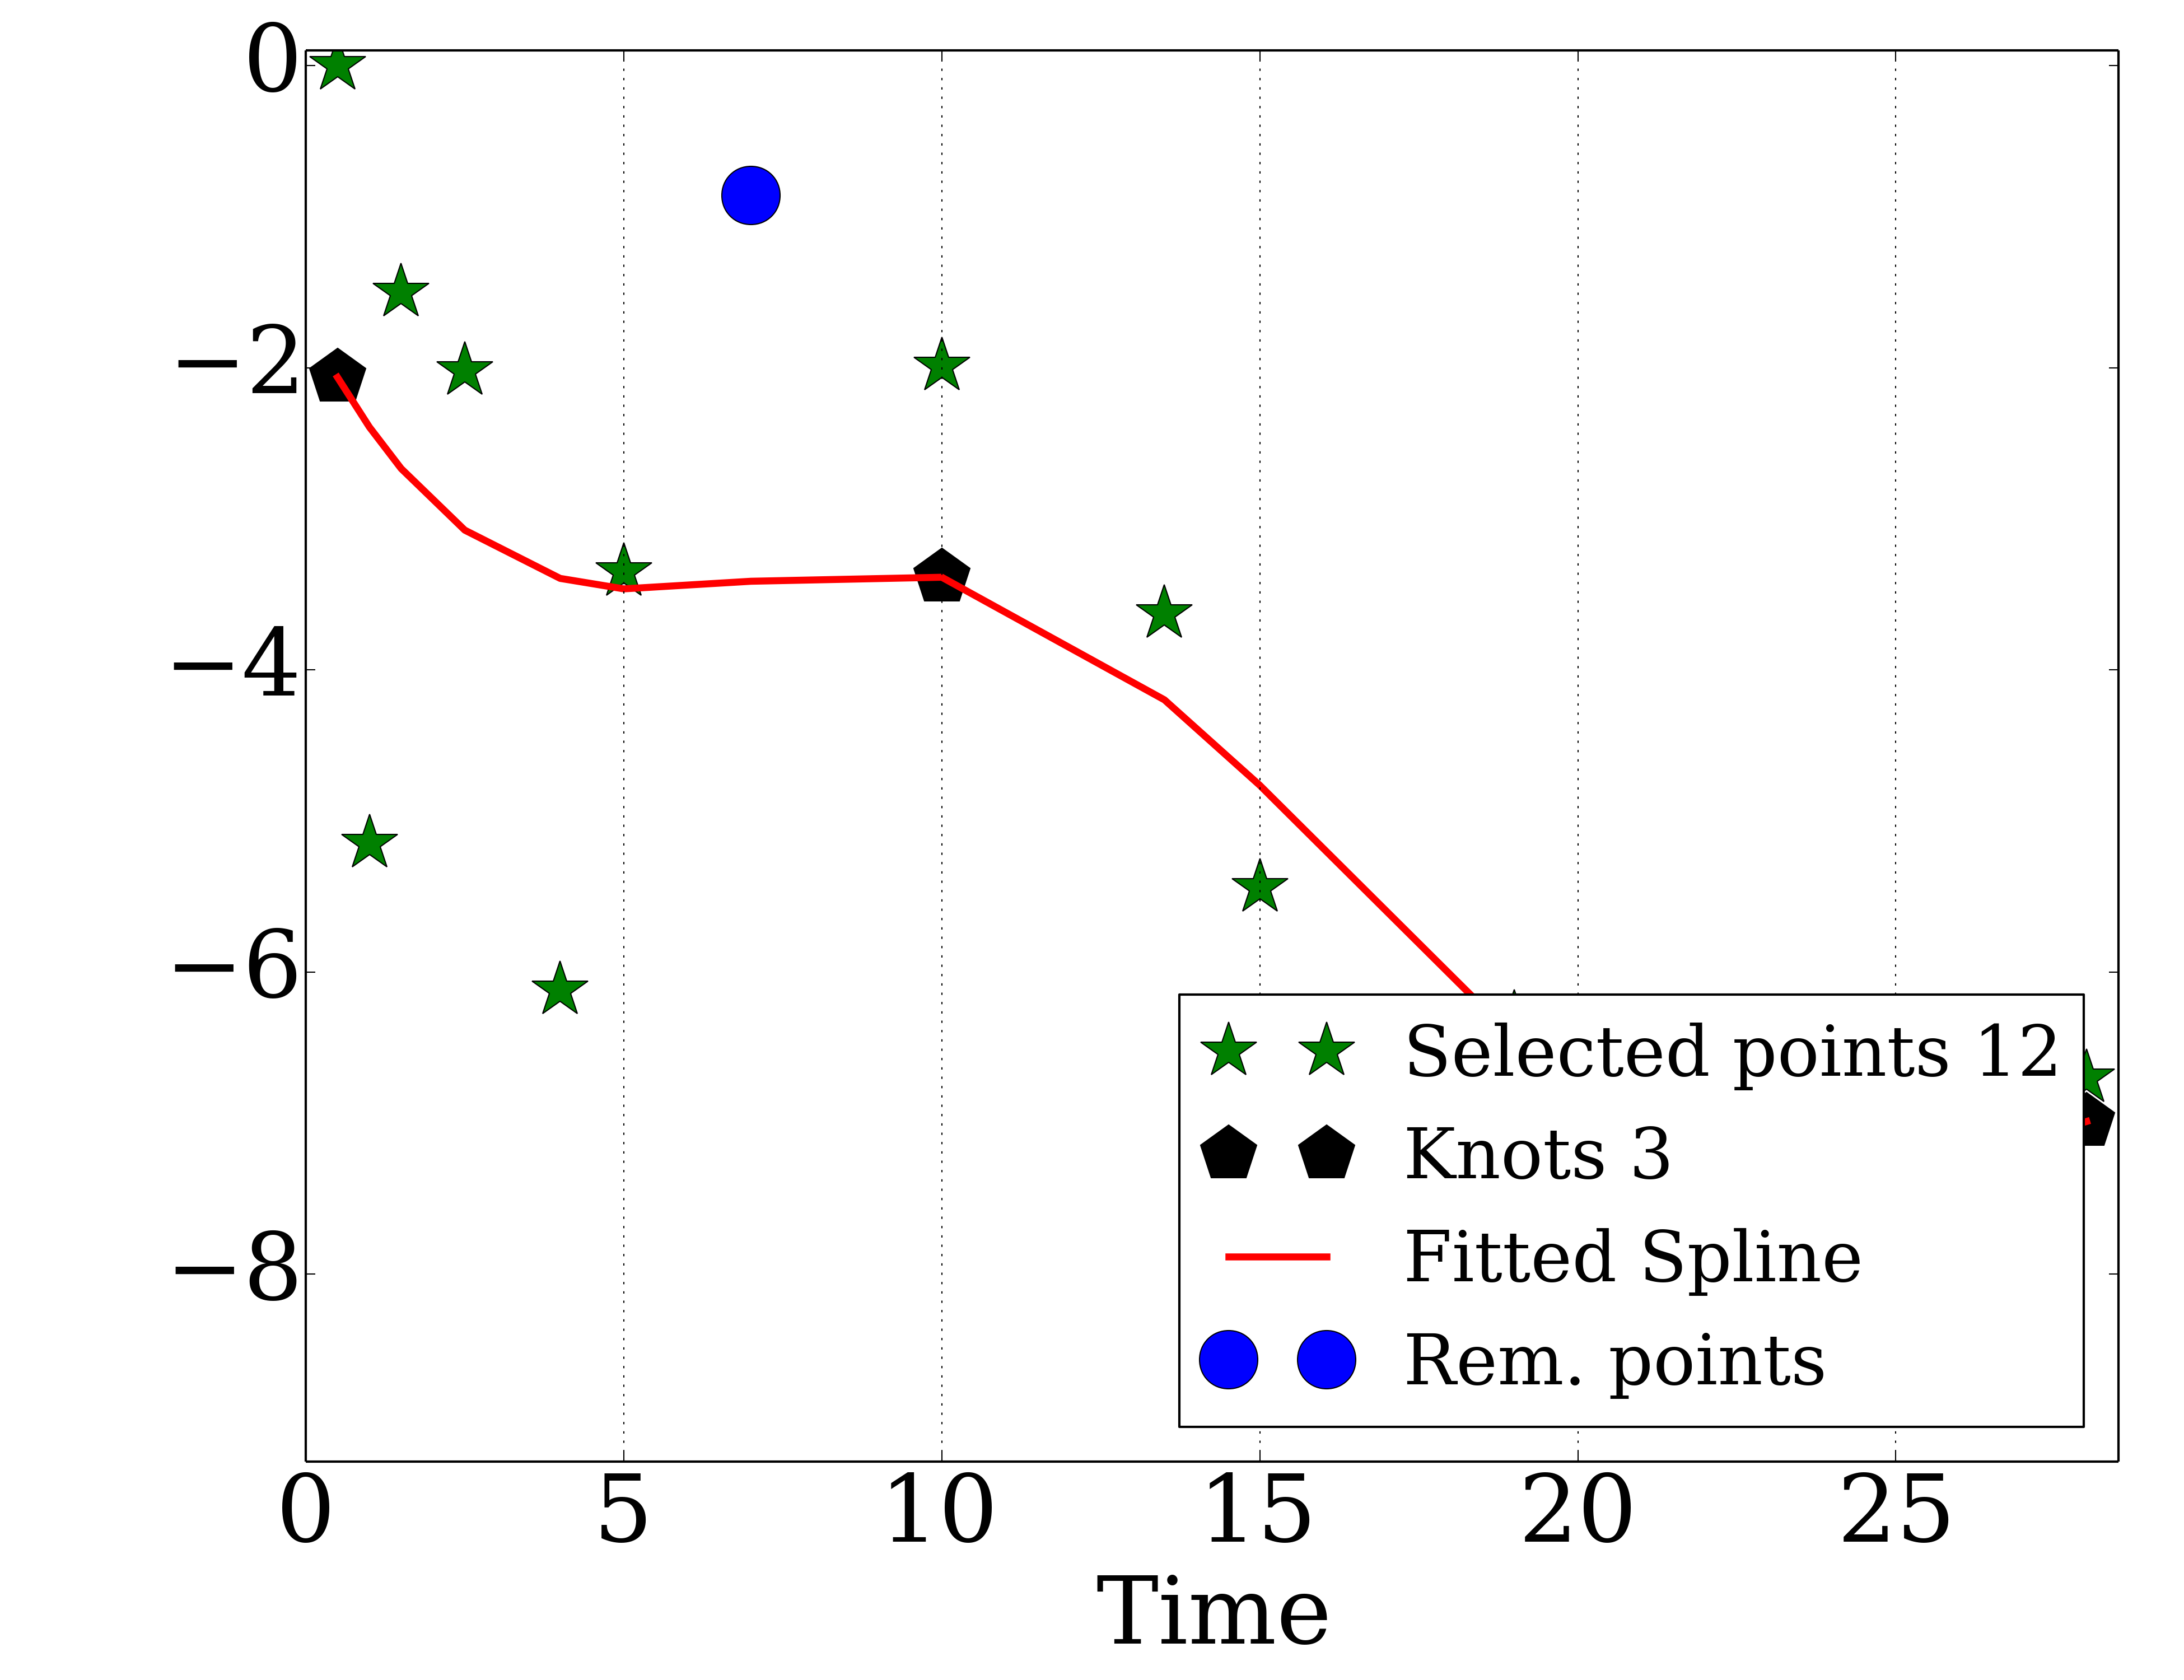 0
−2
−4
−6
−8
Selected points 12
Knots 3
Fitted Spline
Rem. points
0 5 10 15 20 25
Time